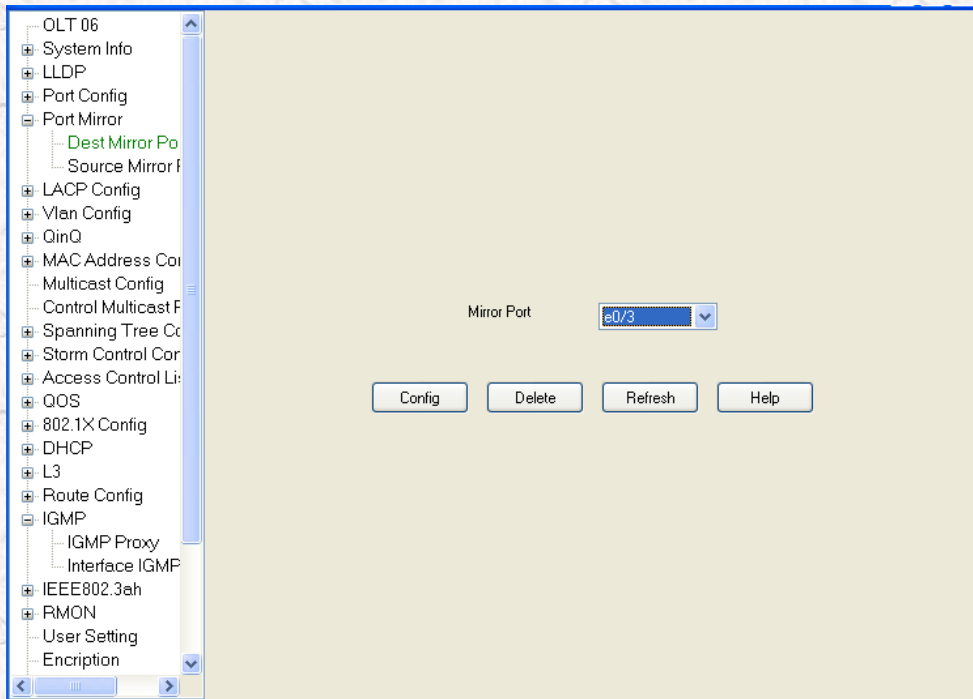 OLT 06
System Info
LLDP
Port Config
Port Mirror
Dest Mirror Po
Source Mirror
LACP Config
Vlan Config
QinQ
MAC Address Co
Multicast Config
Control Multicast
Spanning Tree Co
Storm Control Cor
Access Control Li
QOS
802.1X Config
DHCP
L3
Route Config
IGMP
IGMP Proxy
Interface IGMP
IEEE802.3ah
RMON
User Setting
Encription
Mirror Port
e0/3
Config
Delete
Refresh
Help